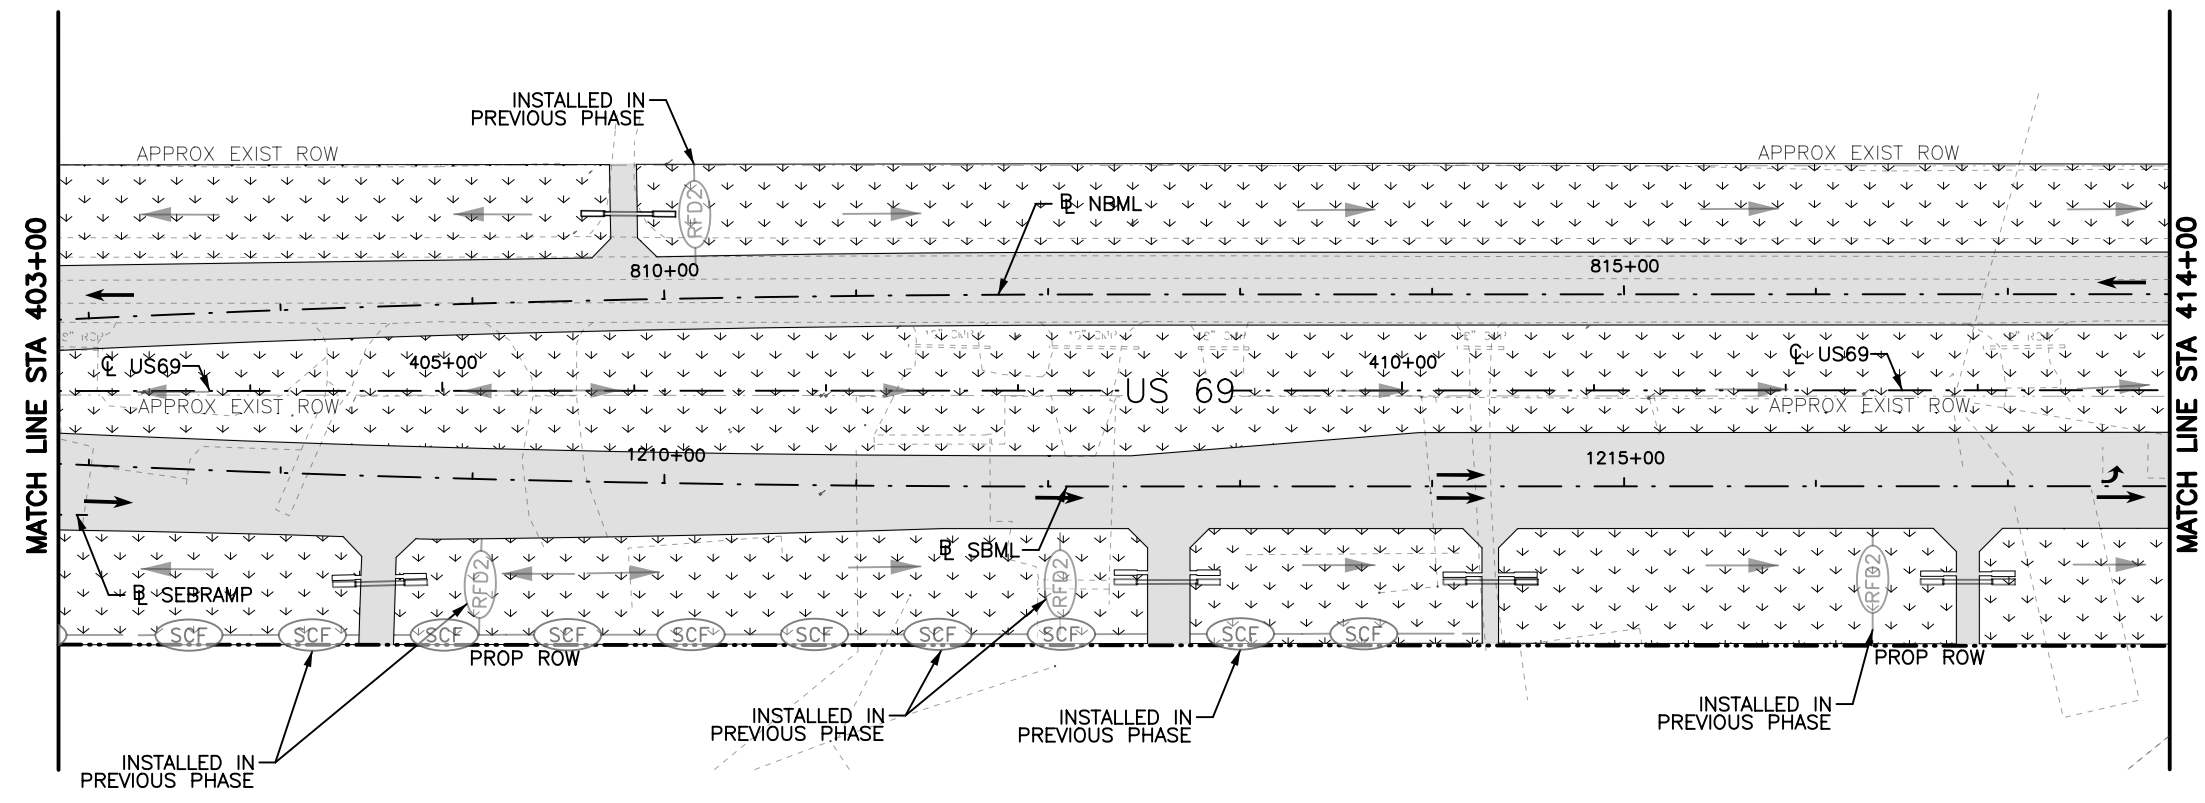 INSTALLED IN
PREVIOUS PHASE
APPROX EXIST ROW
APPROX EXIST ROW
RFD2
℄ NBML
MATCH LINE STA 403+00
MATCH LINE STA 414+00
810+00
815+00
℄ US69
405+00
410+00
℄ US69
US 69
APPROX EXIST ROW
APPROX EXIST ROW
1210+00
1215+00
SBML
SEBRAMP
RFD2
RFD2
RFD2
SCF
SCF
SCF
SCF
SCF
SCF
SCF
SCF
SCF
SCF
PROP ROW
PROP ROW
INSTALLED IN
PREVIOUS PHASE
INSTALLED IN
PREVIOUS PHASE
INSTALLED IN
PREVIOUS PHASE
INSTALLED IN
PREVIOUS PHASE